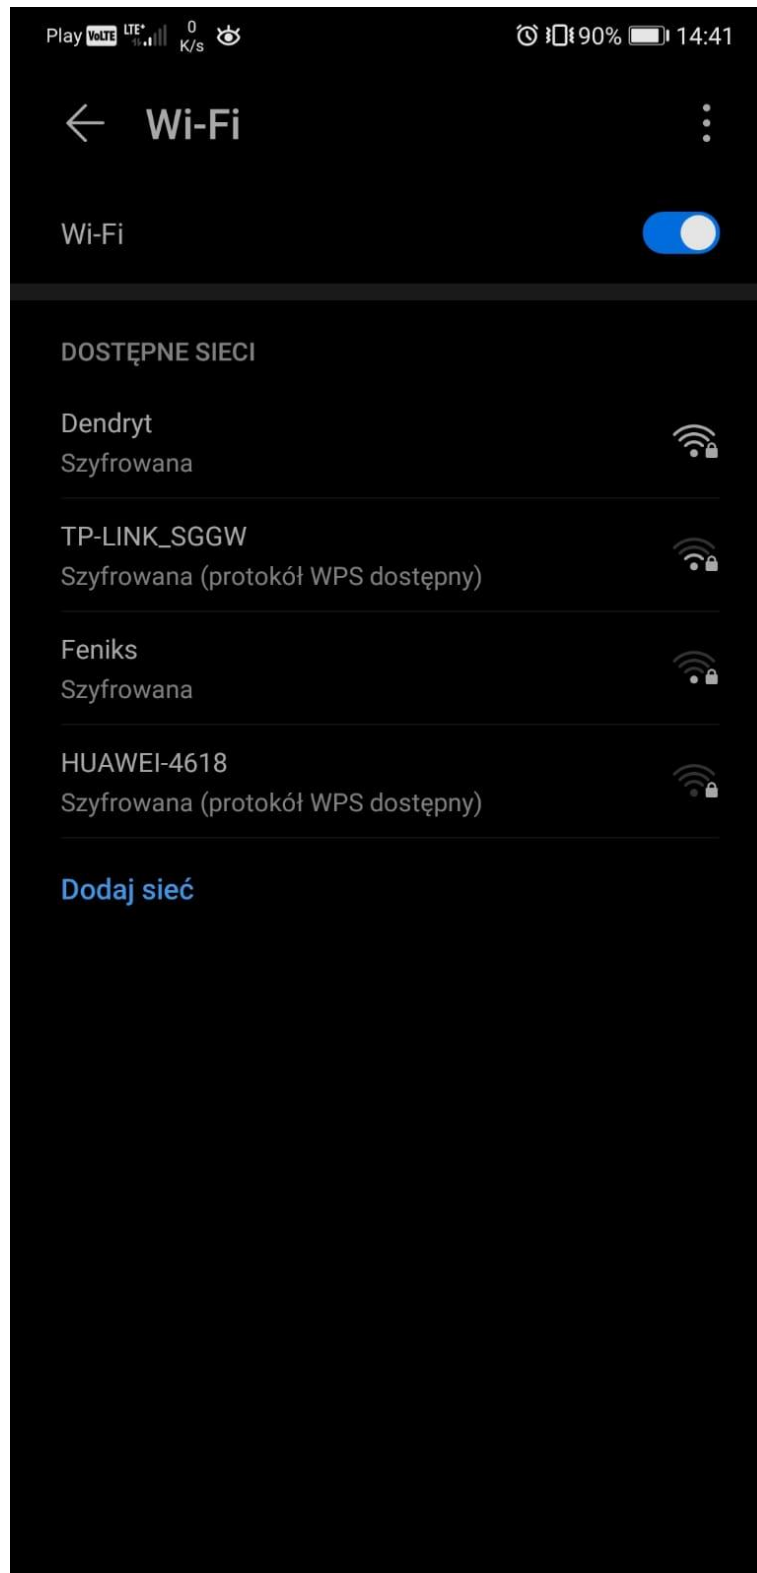 Play VoLTE LTE+ 0 K/s 90% 14:41
Wi-Fi
Wi-Fi
DOSTĘPNE SIECI
Dendryt
Szyfrowana
TP-LINK_SGGW
Szyfrowana (protokół WPS dostępny)
Feniks
Szyfrowana
HUAWEI-4618
Szyfrowana (protokół WPS dostępny)
Dodaj sieć